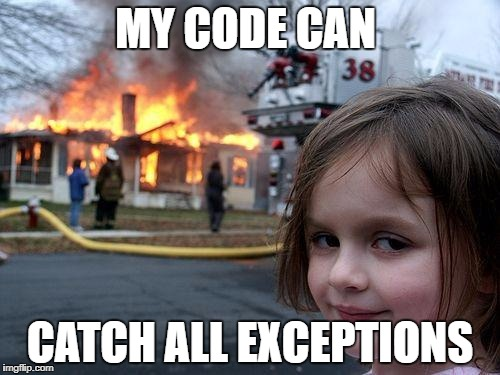 MY CODE CAN
38
CATCH ALL EXCEPTIONS
imgflip.com